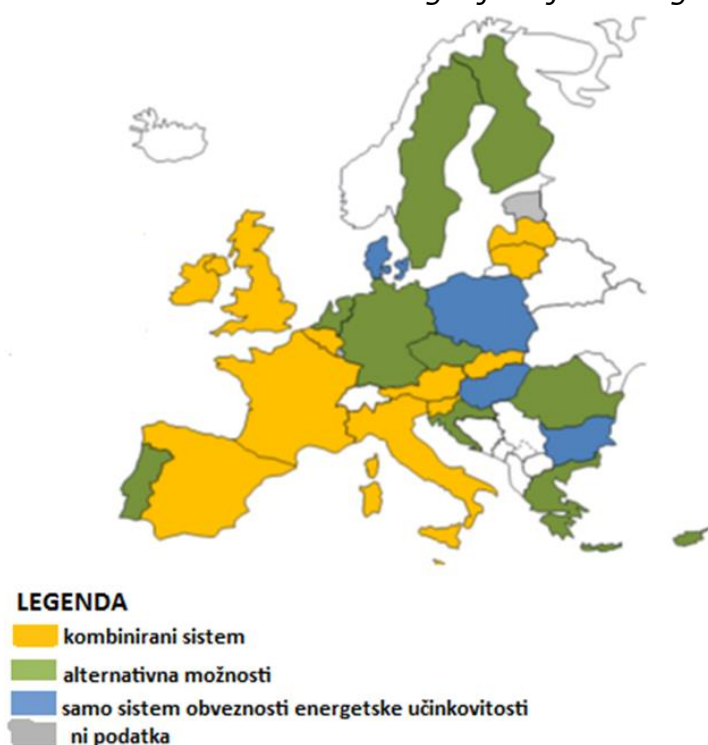 LEGENDA
kombinirani sistem
alternativna možnosti
samo sistem obveznosti energetske učinkovitosti
ni podatka